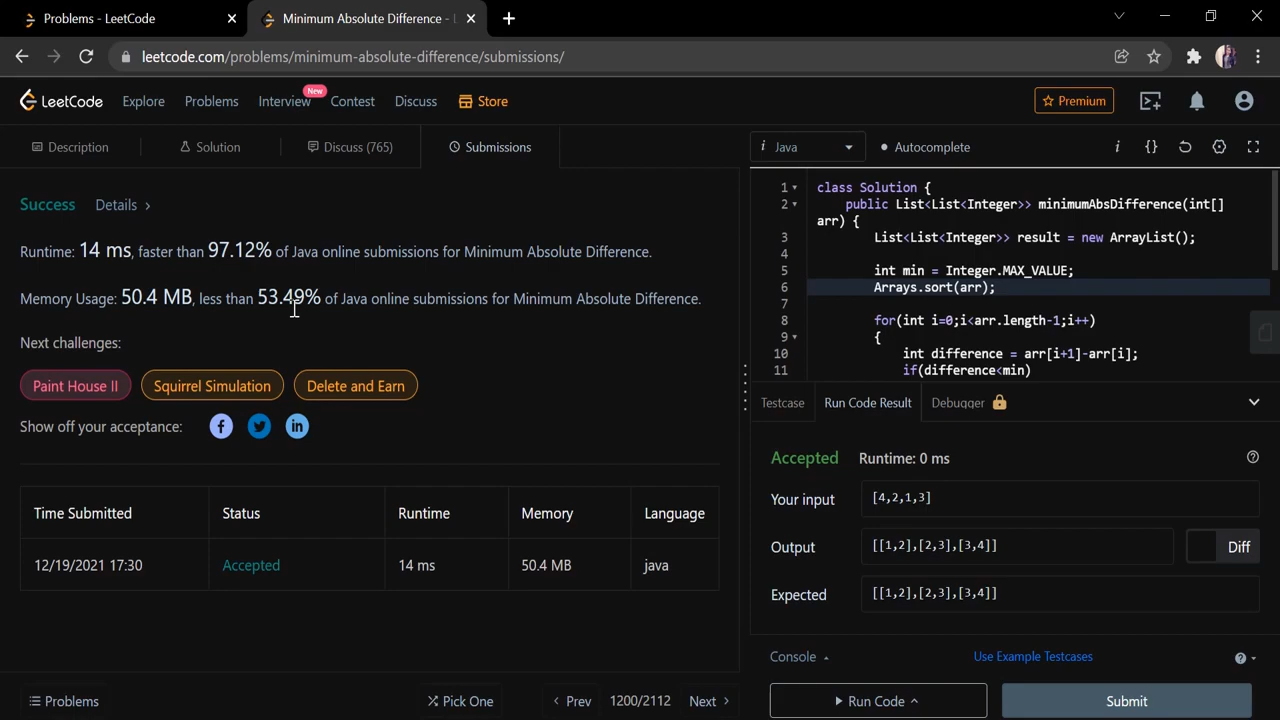 Problems - LeetCode
Minimum Absolute Difference - L
leetcode.com/problems/minimum-absolute-difference/submissions/
LeetCode
Explore
Problems
Interview
New
Contest
Discuss
Store
Premium
Description
Solution
Discuss (765)
Submissions
Success
Details >
Runtime: 14 ms, faster than 97.12% of Java online submissions for Minimum Absolute Difference.
Memory Usage: 50.4 MB, less than 53.49% of Java online submissions for Minimum Absolute Difference.
Next challenges:
Paint House II
Squirrel Simulation
Delete and Earn
Show off your acceptance:
Time Submitted Status Runtime Memory Language
12/19/2021 17:30 Accepted 14 ms 50.4 MB java
Problems
Pick One
< Prev
1200/2112
Next >
i Java
Autocomplete
i {}
1 class Solution {
2 public List<List<Integer>> minimumAbsDifference(int[]
arr) {
3 List<List<Integer>> result = new ArrayList();
4
5 int min = Integer.MAX_VALUE;
6 Arrays.sort(arr);
7
8 for(int i=0;i<arr.length-1;i++)
9 {
10 int difference = arr[i+1]-arr[i];
11 if(difference<min)
Testcase
Run Code Result
Debugger
Accepted Runtime: 0 ms
Your input [4,2,1,3]
Output [[1,2],[2,3],[3,4]]
Diff
Expected [[1,2],[2,3],[3,4]]
Console
Use Example Testcases
Run Code
Submit